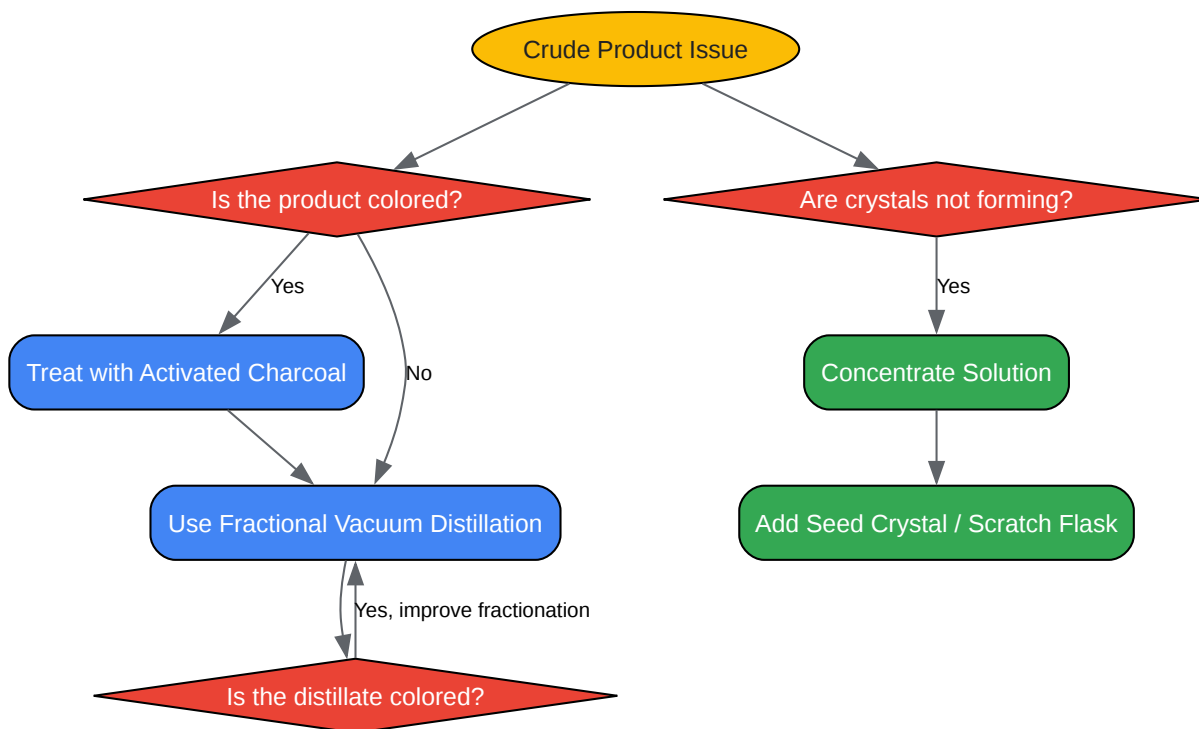 Crude Product Issue
Is the product colored?
Are crystals not forming?
Yes
Yes
Treat with Activated Charcoal
No
Concentrate Solution
Use Fractional Vacuum Distillation
Add Seed Crystal / Scratch Flask
Yes, improve fractionation
Is the distillate colored?